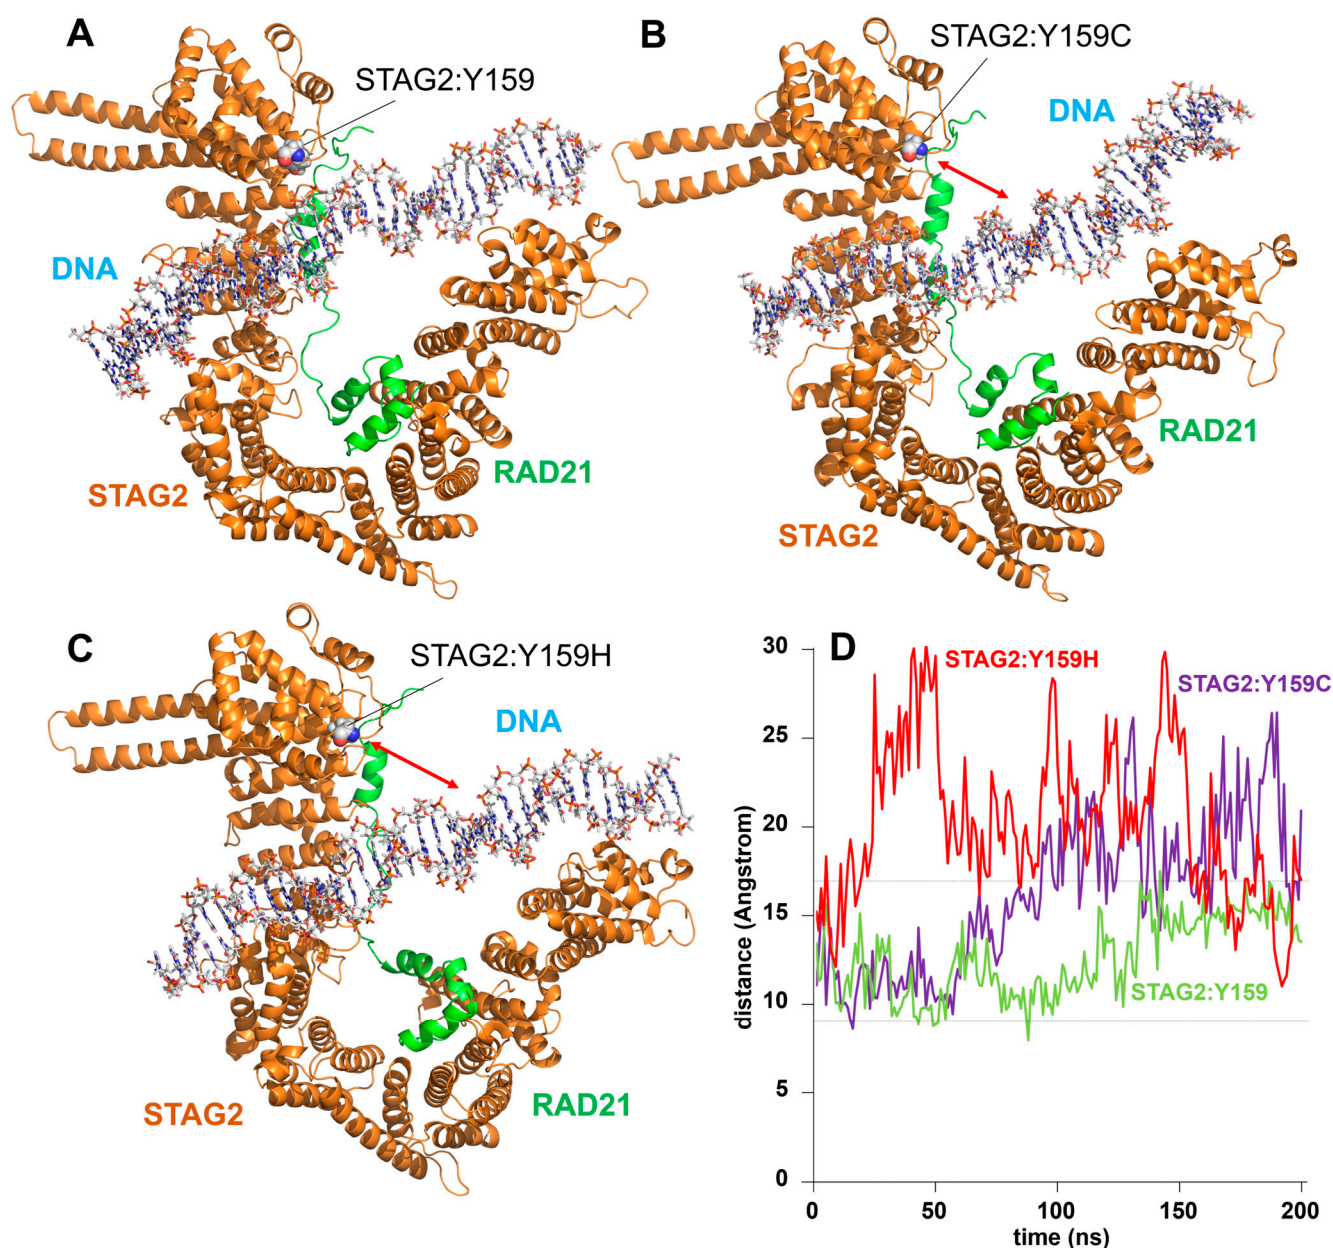 A
STAG2:Y159
DNA
STAG2
RAD21
B
STAG2:Y159C
DNA
RAD21
STAG2
C
STAG2:Y159H
DNA
STAG2
RAD21
D
STAG2:Y159H
STAG2:Y159C
STAG2:Y159
distance (Angstrom)
30
25
20
15
10
5
0
0 50 100 150 200
time (ns)